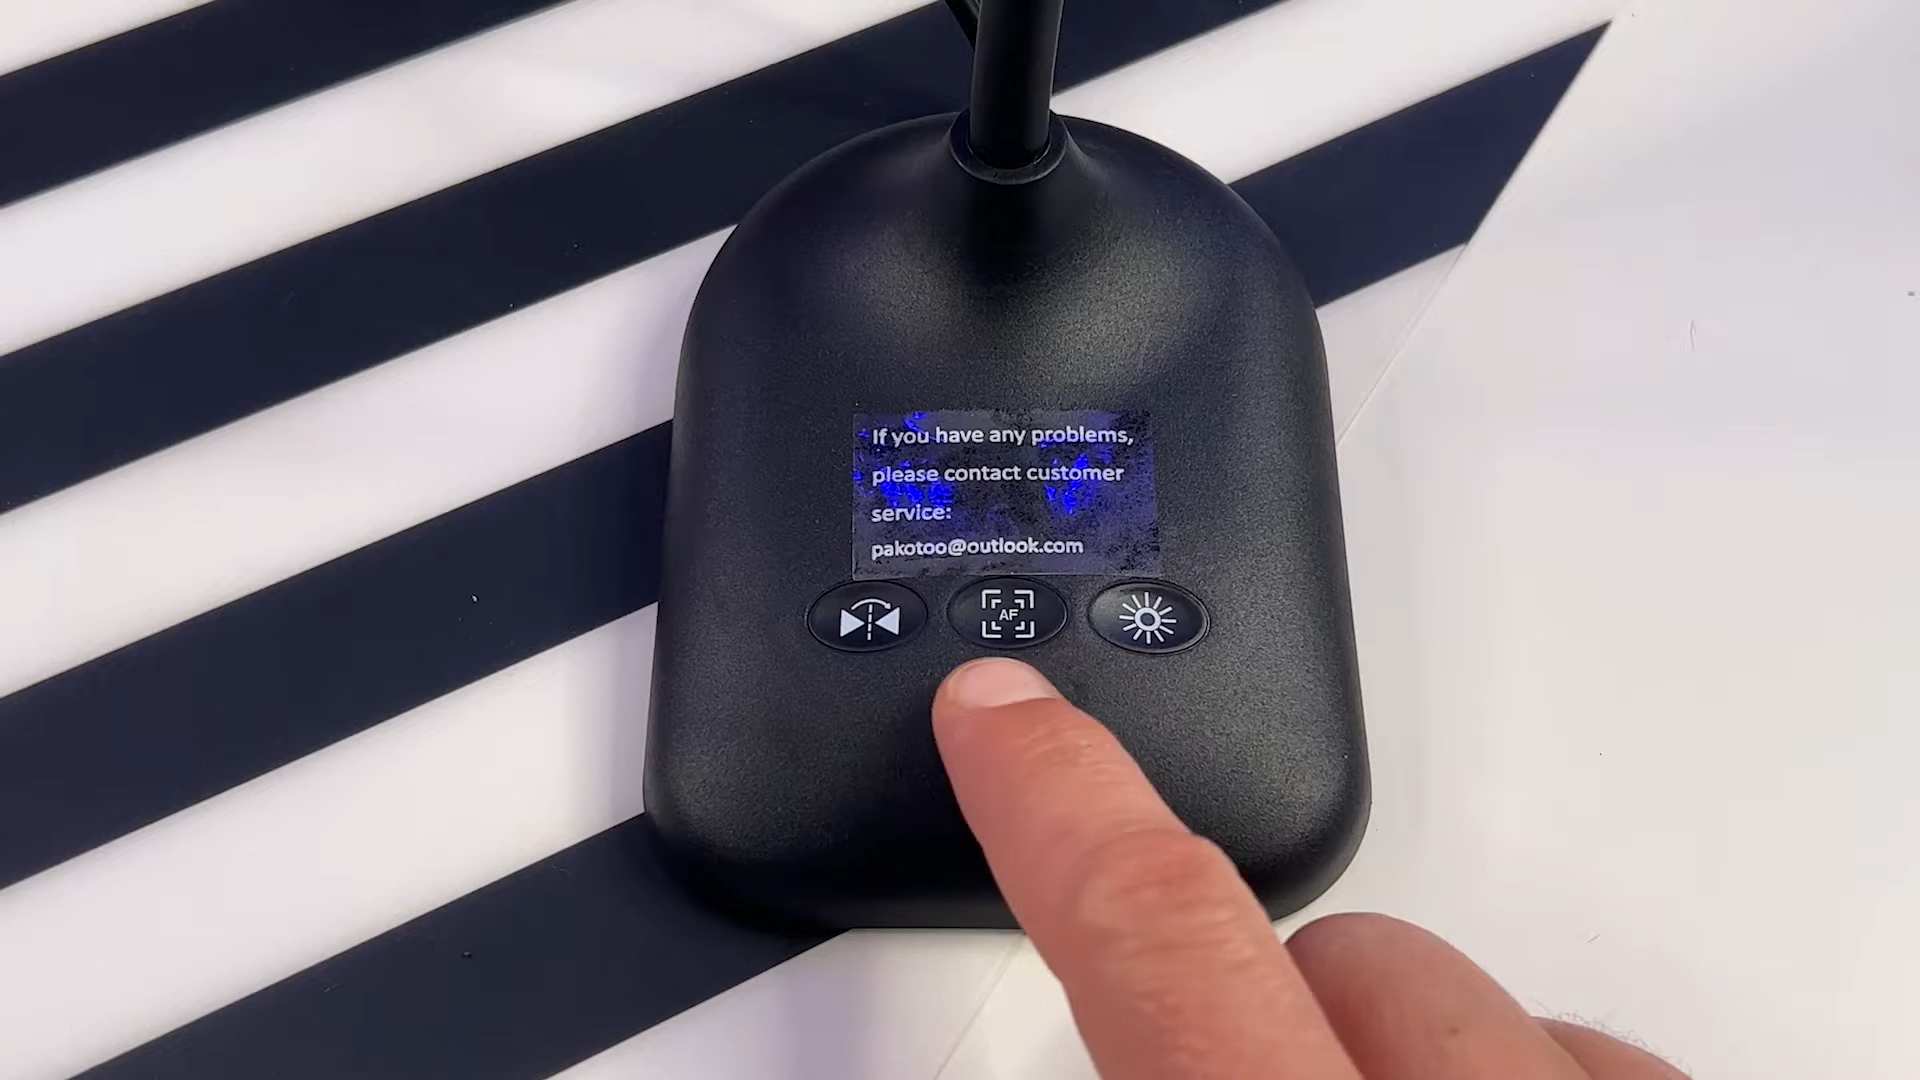 If you have any problems,
please contact customer
service:
pakotoo@outlook.com
AF